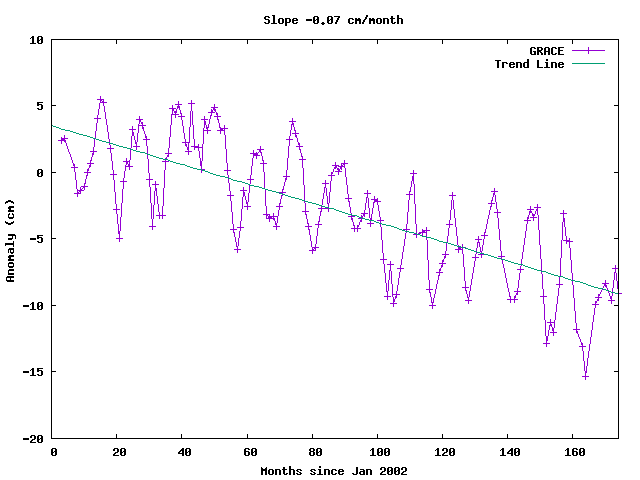 Slope -0.07 cm/month
10
5
0
-5
-10
-15
-20
Anomaly (cm)
GRACE
Trend Line
0 20 40 60 80 100 120 140 160
Months since Jan 2002